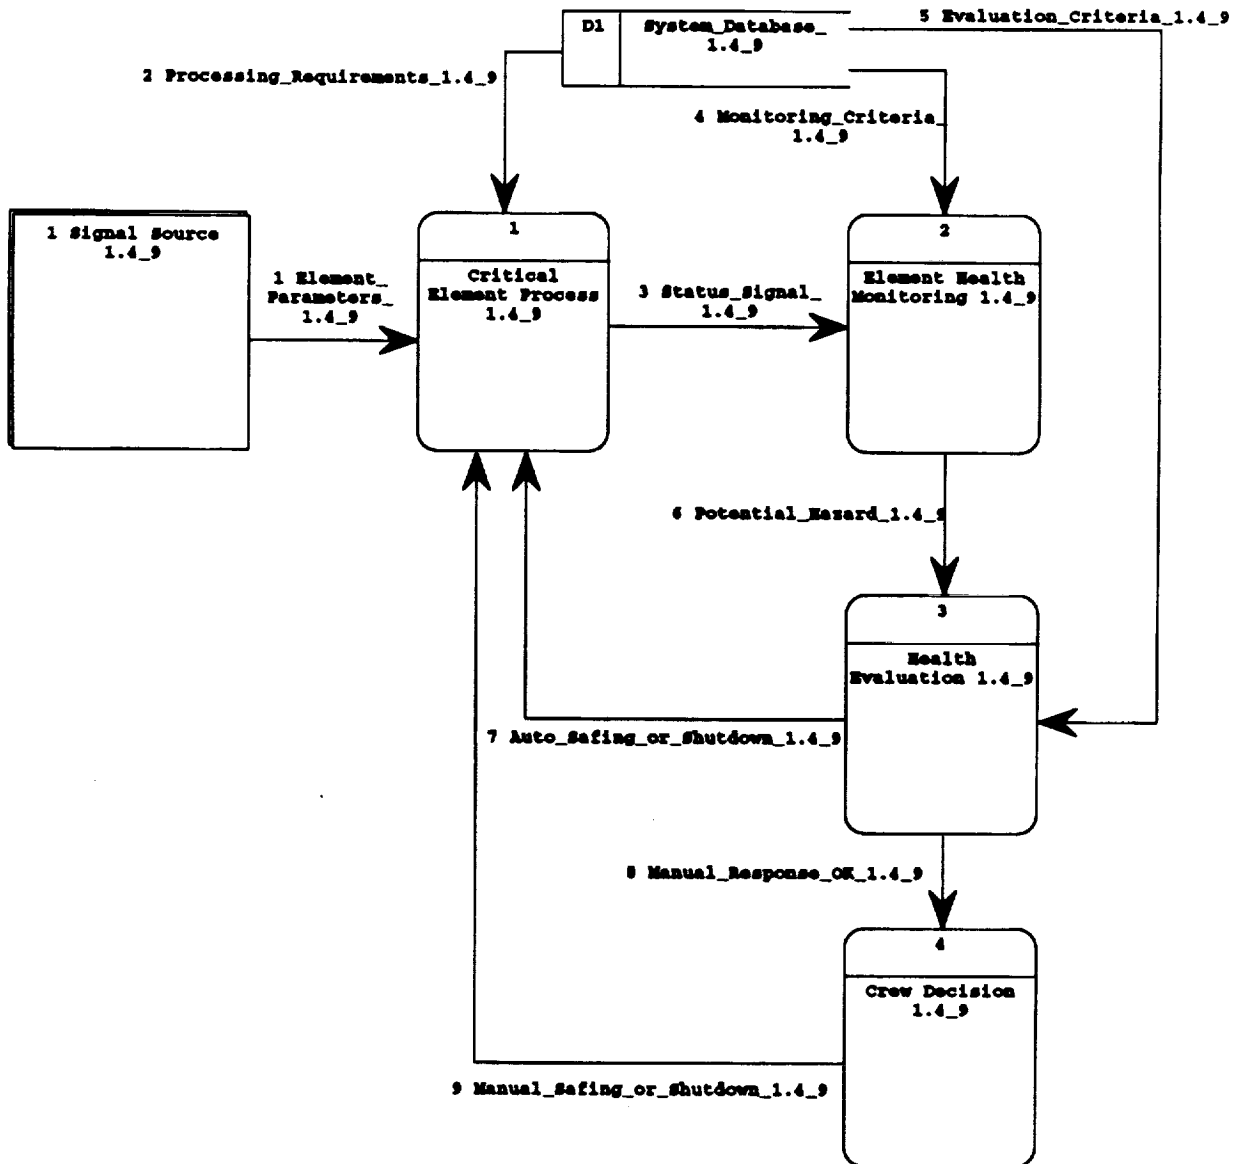 5 Evaluation_Criteria_1.4_9
D1
System_Database_
1.4_9
2 Processing_Requirements_1.4_9
4 Monitoring_Criteria_
1.4_9
1 Signal Source
1.4_9
1
2
1 Element_
Parameters_
1.4_9
Critical
Element Process
1.4_9
3 Status_Signal_
1.4_9
Element Health
Monitoring 1.4_9
6 Potential_Hazard_1.4_9
3
Health
Evaluation 1.4_9
7 Auto_Safing_or_Shutdown_1.4_9
8 Manual_Response_OK_1.4_9
4
Crew Decision
1.4_9
9 Manual_Safing_or_Shutdown_1.4_9